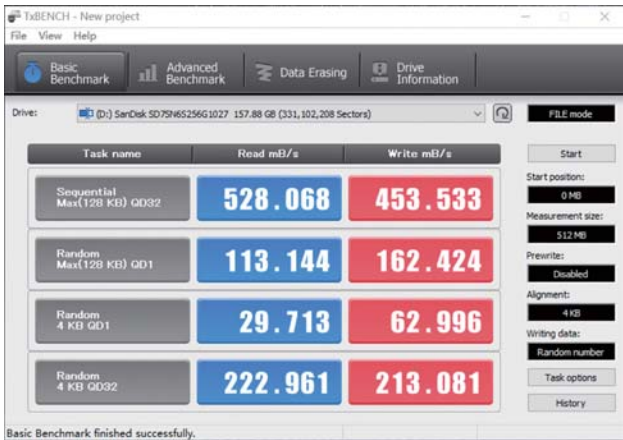 TxBENCH - New project
File View Help
Basic Benchmark
Advanced Benchmark
Data Erasing
Drive Information
Drive: (D:) SanDisk SD7SN6S256G1027 157.88 GB (331,102,208 Sectors)
FILE mode
Task name Read mB/s Write mB/s
Start
Sequential
Max(128 KB) QD32
528.068 453.533
Start position:
0 MB
Measurement size:
512 MB
Random
Max(128 KB) QD1
113.144 162.424
Prewrite:
Disabled
Alignment:
4 KB
Random
4 KB QD1
29.713 62.996
Writing data:
Random number
Random
4 KB QD32
222.961 213.081
Task options
History
Basic Benchmark finished successfully.